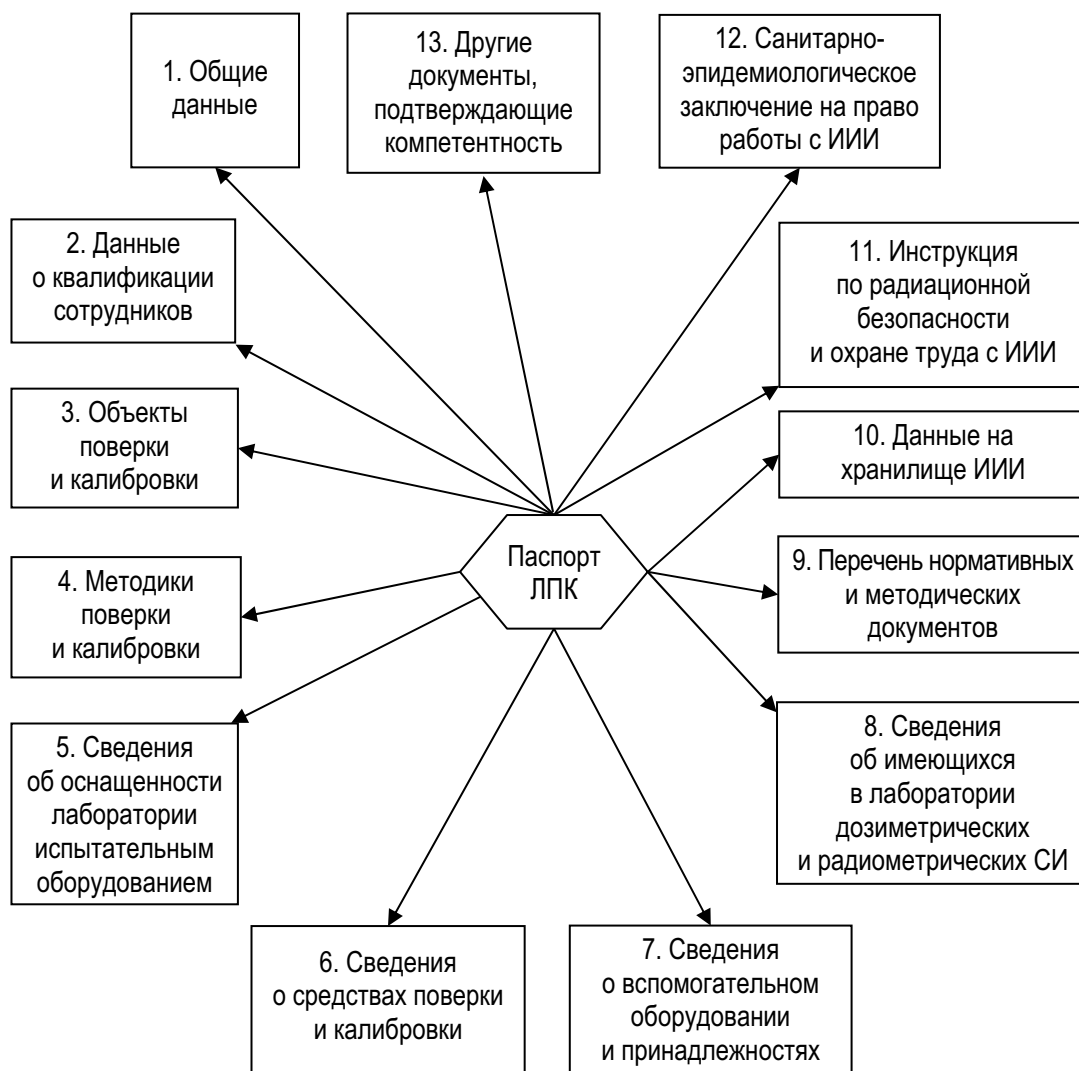 1. Общие
данные
13. Другие
документы,
подтверждающие
компетентность
12. Санитарно-
эпидемиологическое
заключение на право
работы с ИИИ
2. Данные
о квалификации
сотрудников
11. Инструкция
по радиационной
безопасности
и охране труда с ИИИ
3. Объекты
поверки
и калибровки
10. Данные на
хранилище ИИИ
Паспорт
ЛПК
4. Методики
поверки
и калибровки
9. Перечень нормативных
и методических
документов
5. Сведения
об оснащенности
лаборатории
испытательным
оборудованием
8. Сведения
об имеющихся
в лаборатории
дозиметрических
и радиометрических СИ
6. Сведения
о средствах поверки
и калибровки
7. Сведения
о вспомогательном
оборудовании
и принадлежностях